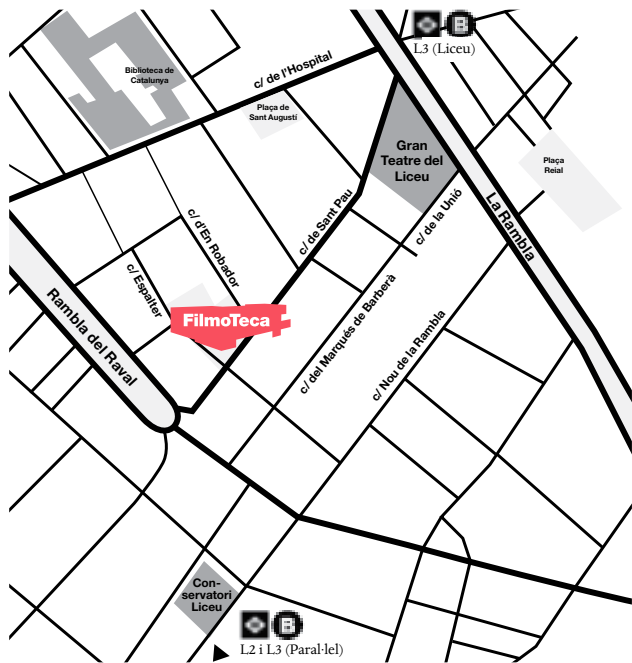 B
L3 (Liceu)
Biblioteca de
Catalunya
c/ de l'Hospital
Plaça de
Sant Augustí
Gran
Teatre del
Liceu
Plaça
Reial
La Rambla
c/ de la Unió
c/ de Sant Pau
c/ d'En Robador
c/ Espalter
FilmoTeca
Rambla del Raval
c/ del Marqués de Barberà
c/ Nou de la Rambla
Con-
servatori
Liceu
B
L2 i L3 (Paral·lel)